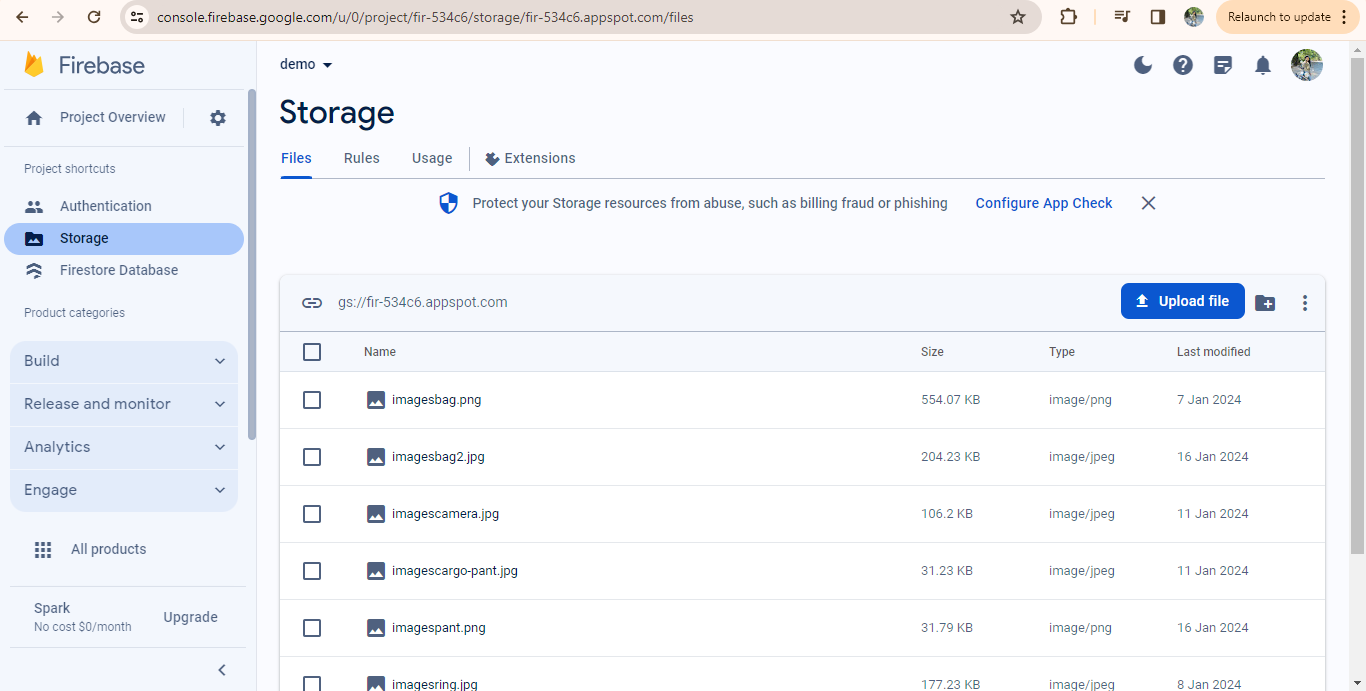 console.firebase.google.com/u/0/project/fir-534c6/storage/fir-534c6.appspot.com/files
Relaunch to update
Firebase
demo
Project Overview
Storage
Project shortcuts
Files Rules Usage Extensions
Authentication
Protect your Storage resources from abuse, such as billing fraud or phishing Configure App Check
Storage
Firestore Database
Product categories
gs://fir-534c6.appspot.com Upload file
Build
Release and monitor
Analytics
Engage
All products
Spark
No cost $0/month
Upgrade
Name Size Type Last modified
imagesbag.png 554.07 KB image/png 7 Jan 2024
imagesbag2.jpg 204.23 KB image/jpeg 16 Jan 2024
imagescamera.jpg 106.2 KB image/jpeg 11 Jan 2024
imagescargo-pant.jpg 31.23 KB image/jpeg 11 Jan 2024
imagespant.png 31.79 KB image/png 16 Jan 2024
imagesring.jpg 177.23 KB image/jpeg 8 Jan 2024